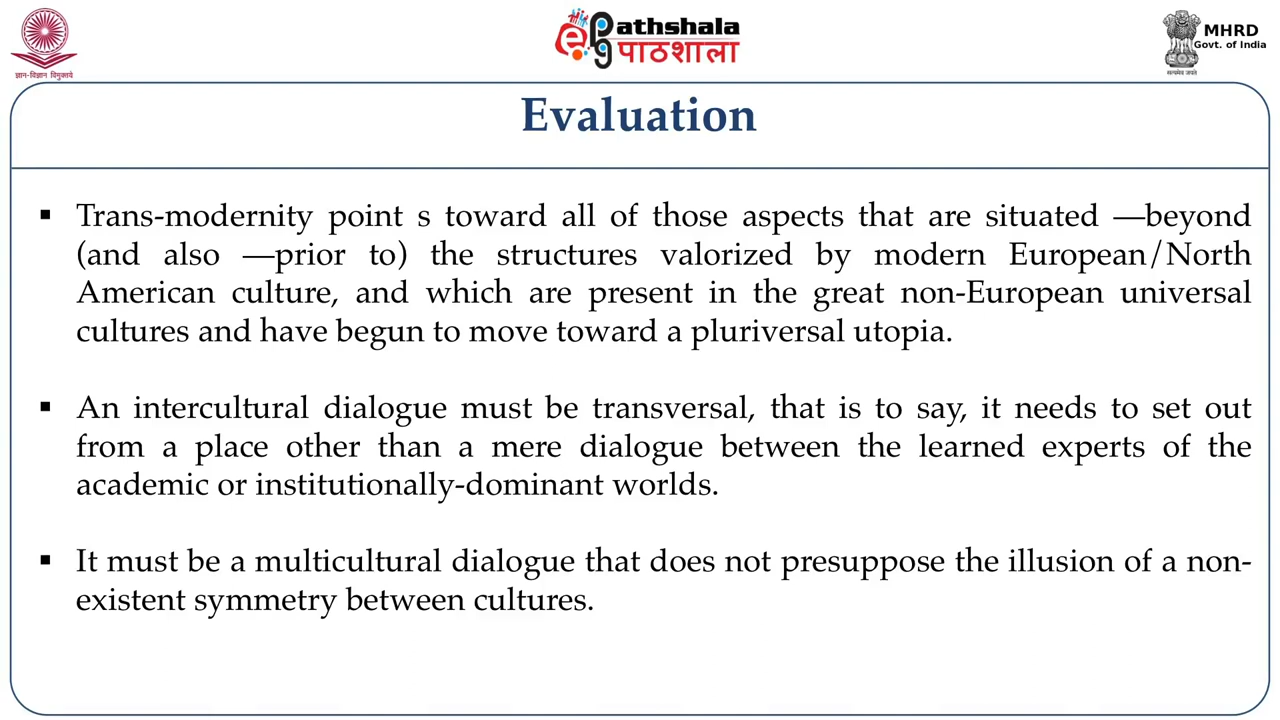 ज्ञान-विज्ञान विमुक्तये
ePathshala
पाठशाला
सत्यमेव जयते
MHRD
Govt. of India
Evaluation
▪ Trans-modernity point s toward all of those aspects that are situated ―beyond
(and also ―prior to) the structures valorized by modern European/North
American culture, and which are present in the great non-European universal
cultures and have begun to move toward a pluriversal utopia.
▪ An intercultural dialogue must be transversal, that is to say, it needs to set out
from a place other than a mere dialogue between the learned experts of the
academic or institutionally-dominant worlds.
▪ It must be a multicultural dialogue that does not presuppose the illusion of a non-
existent symmetry between cultures.